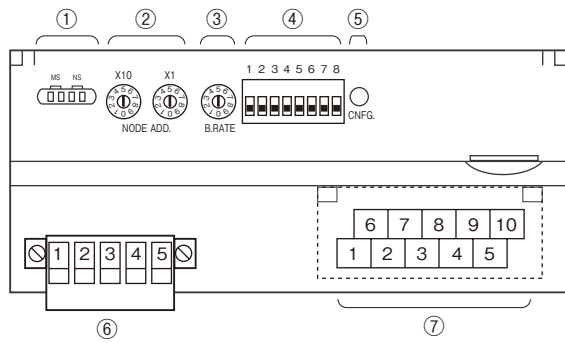 ① ② ③ ④ ⑤
MS NS X10 X1 1 2 3 4 5 6 7 8
NODE ADD. B.RATE CNFG.
6 7 8 9 10
1 2 3 4 5 1 2 3 4 5
⑥ ⑦